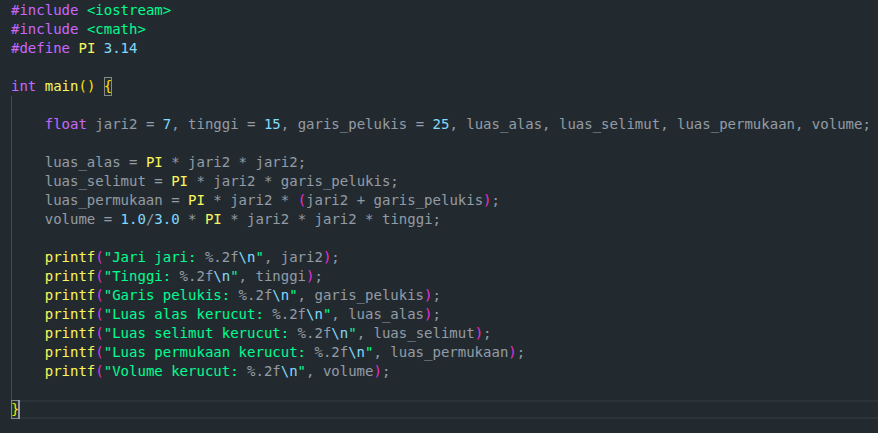 #include <iostream>
#include <cmath>
#define PI 3.14
int main() {
float jari2 = 7, tinggi = 15, garis_pelukis = 25, luas_alas, luas_selimut, luas_permukaan, volume;
luas_alas = PI * jari2 * jari2;
luas_selimut = PI * jari2 * garis_pelukis;
luas_permukaan = PI * jari2 * (jari2 + garis_pelukis);
volume = 1.0/3.0 * PI * jari2 * jari2 * tinggi;
printf("Jari jari: %.2f\n", jari2);
printf("Tinggi: %.2f\n", tinggi);
printf("Garis pelukis: %.2f\n", garis_pelukis);
printf("Luas alas kerucut: %.2f\n", luas_alas);
printf("Luas selimut kerucut: %.2f\n", luas_selimut);
printf("Luas permukaan kerucut: %.2f\n", luas_permukaan);
printf("Volume kerucut: %.2f\n", volume);
}